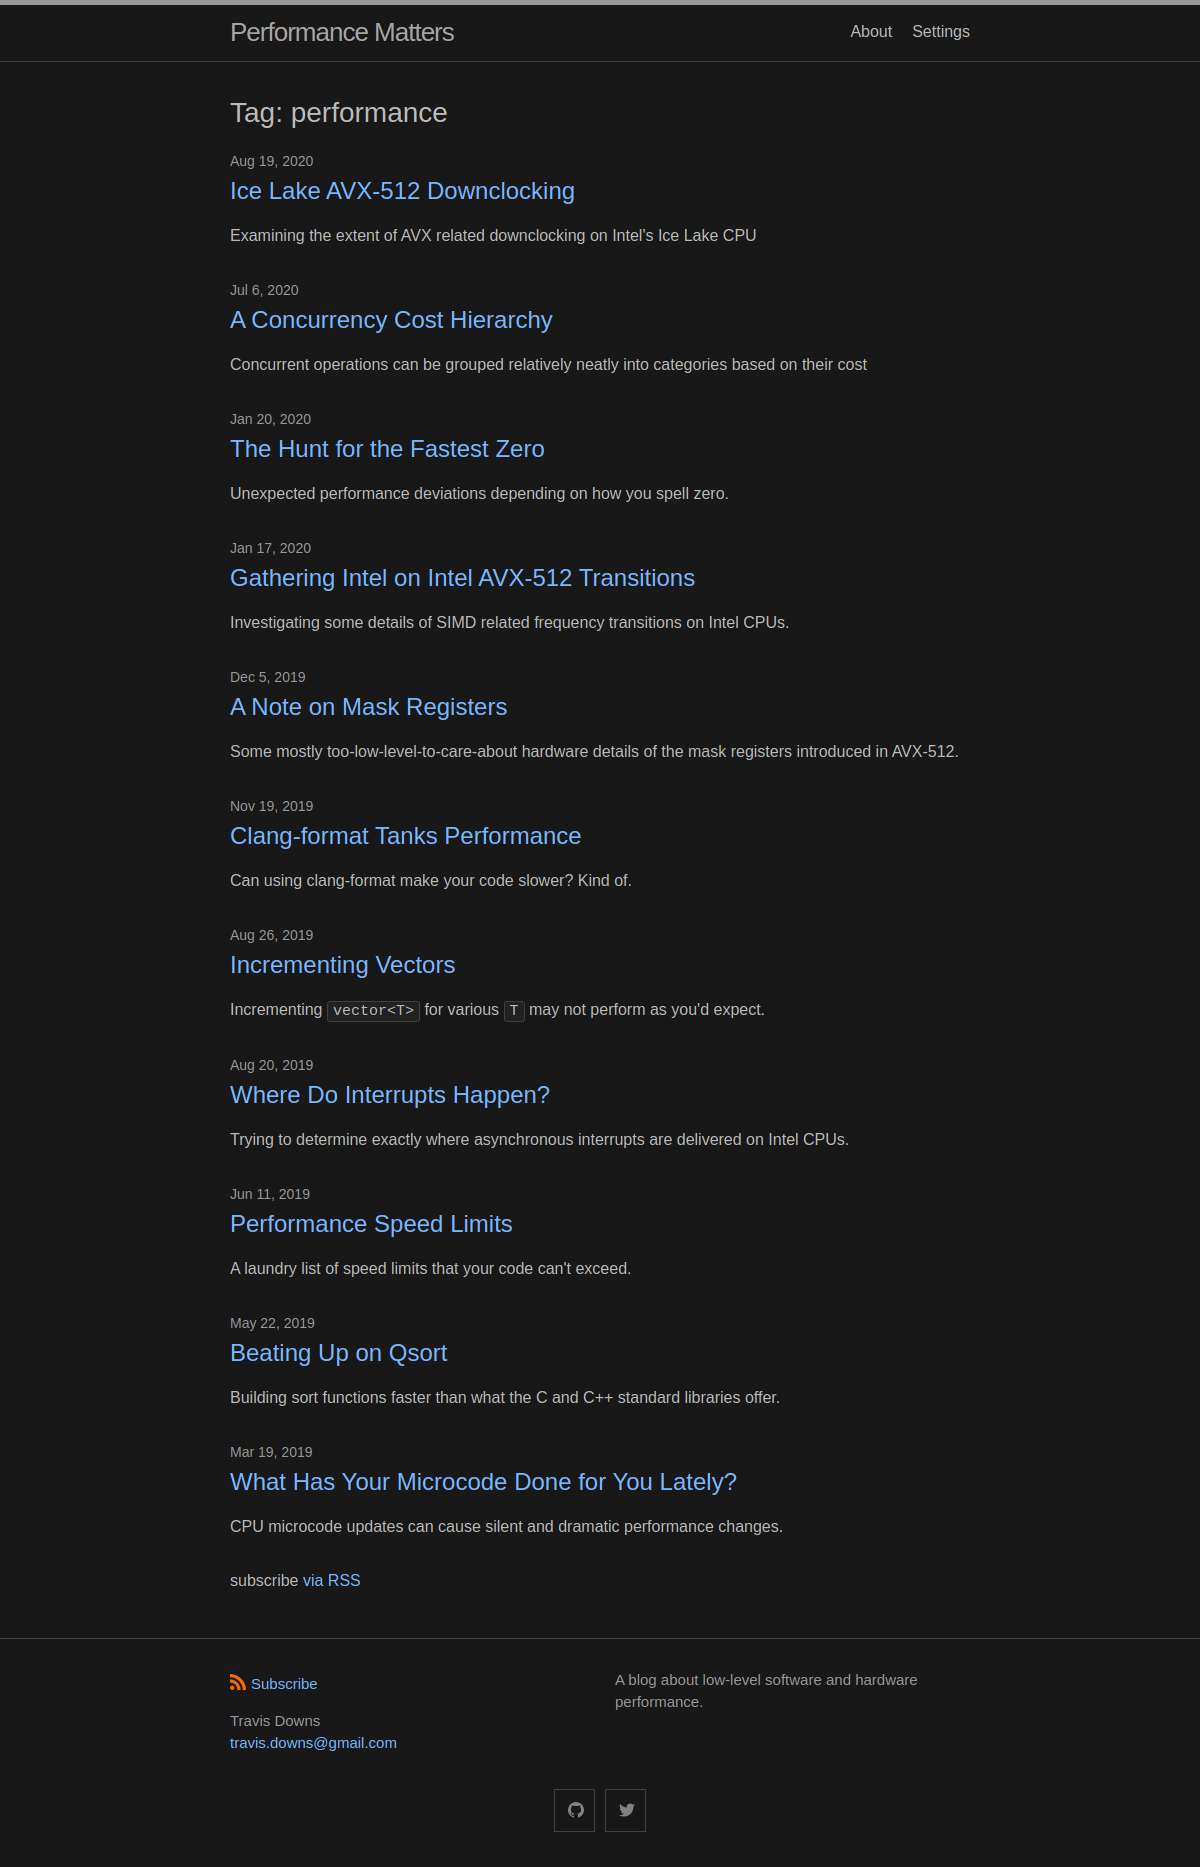 Performance Matters
About Settings
Tag: performance
Aug 19, 2020
Ice Lake AVX-512 Downclocking
Examining the extent of AVX related downclocking on Intel's Ice Lake CPU
Jul 6, 2020
A Concurrency Cost Hierarchy
Concurrent operations can be grouped relatively neatly into categories based on their cost
Jan 20, 2020
The Hunt for the Fastest Zero
Unexpected performance deviations depending on how you spell zero.
Jan 17, 2020
Gathering Intel on Intel AVX-512 Transitions
Investigating some details of SIMD related frequency transitions on Intel CPUs.
Dec 5, 2019
A Note on Mask Registers
Some mostly too-low-level-to-care-about hardware details of the mask registers introduced in AVX-512.
Nov 19, 2019
Clang-format Tanks Performance
Can using clang-format make your code slower? Kind of.
Aug 26, 2019
Incrementing Vectors
Incrementing vector<T> for various T may not perform as you'd expect.
Aug 20, 2019
Where Do Interrupts Happen?
Trying to determine exactly where asynchronous interrupts are delivered on Intel CPUs.
Jun 11, 2019
Performance Speed Limits
A laundry list of speed limits that your code can't exceed.
May 22, 2019
Beating Up on Qsort
Building sort functions faster than what the C and C++ standard libraries offer.
Mar 19, 2019
What Has Your Microcode Done for You Lately?
CPU microcode updates can cause silent and dramatic performance changes.
subscribe via RSS
Subscribe
Travis Downs
travis.downs@gmail.com
A blog about low-level software and hardware
performance.